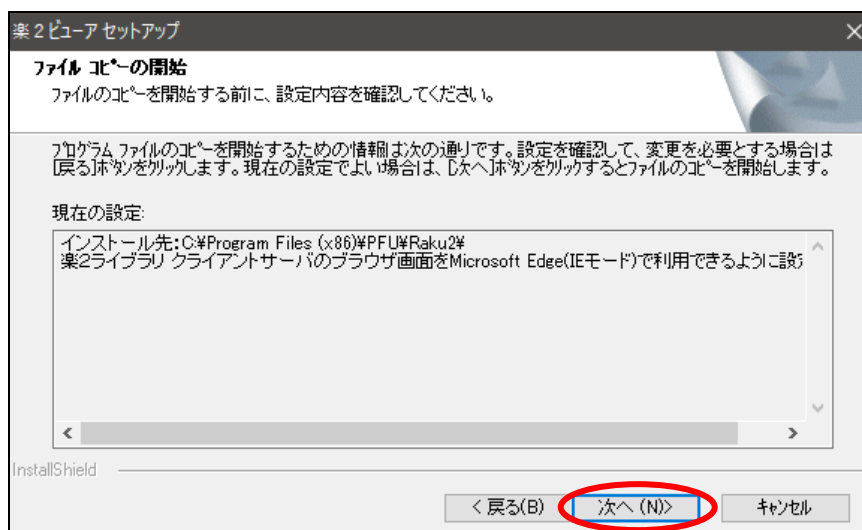 楽2ビューア セットアップ
ファイル コピーの開始
ファイルのコピーを開始する前に、設定内容を確認してください。
プログラム ファイルのコピーを開始するための情報は次の通りです。設定を確認して、変更を必要とする場合は
[戻る]ボタンをクリックします。現在の設定でよい場合は、[次へ]ボタンをクリックするとファイルのコピーを開始します。
現在の設定:
インストール先:C:¥Program Files (x86)¥PFU¥Raku2¥
楽2ライブラリ クライアントサーバのブラウザ画面をMicrosoft Edge(IEモード)で利用できるように設
InstallShield
< 戻る(B)
次へ (N)>
キャンセル